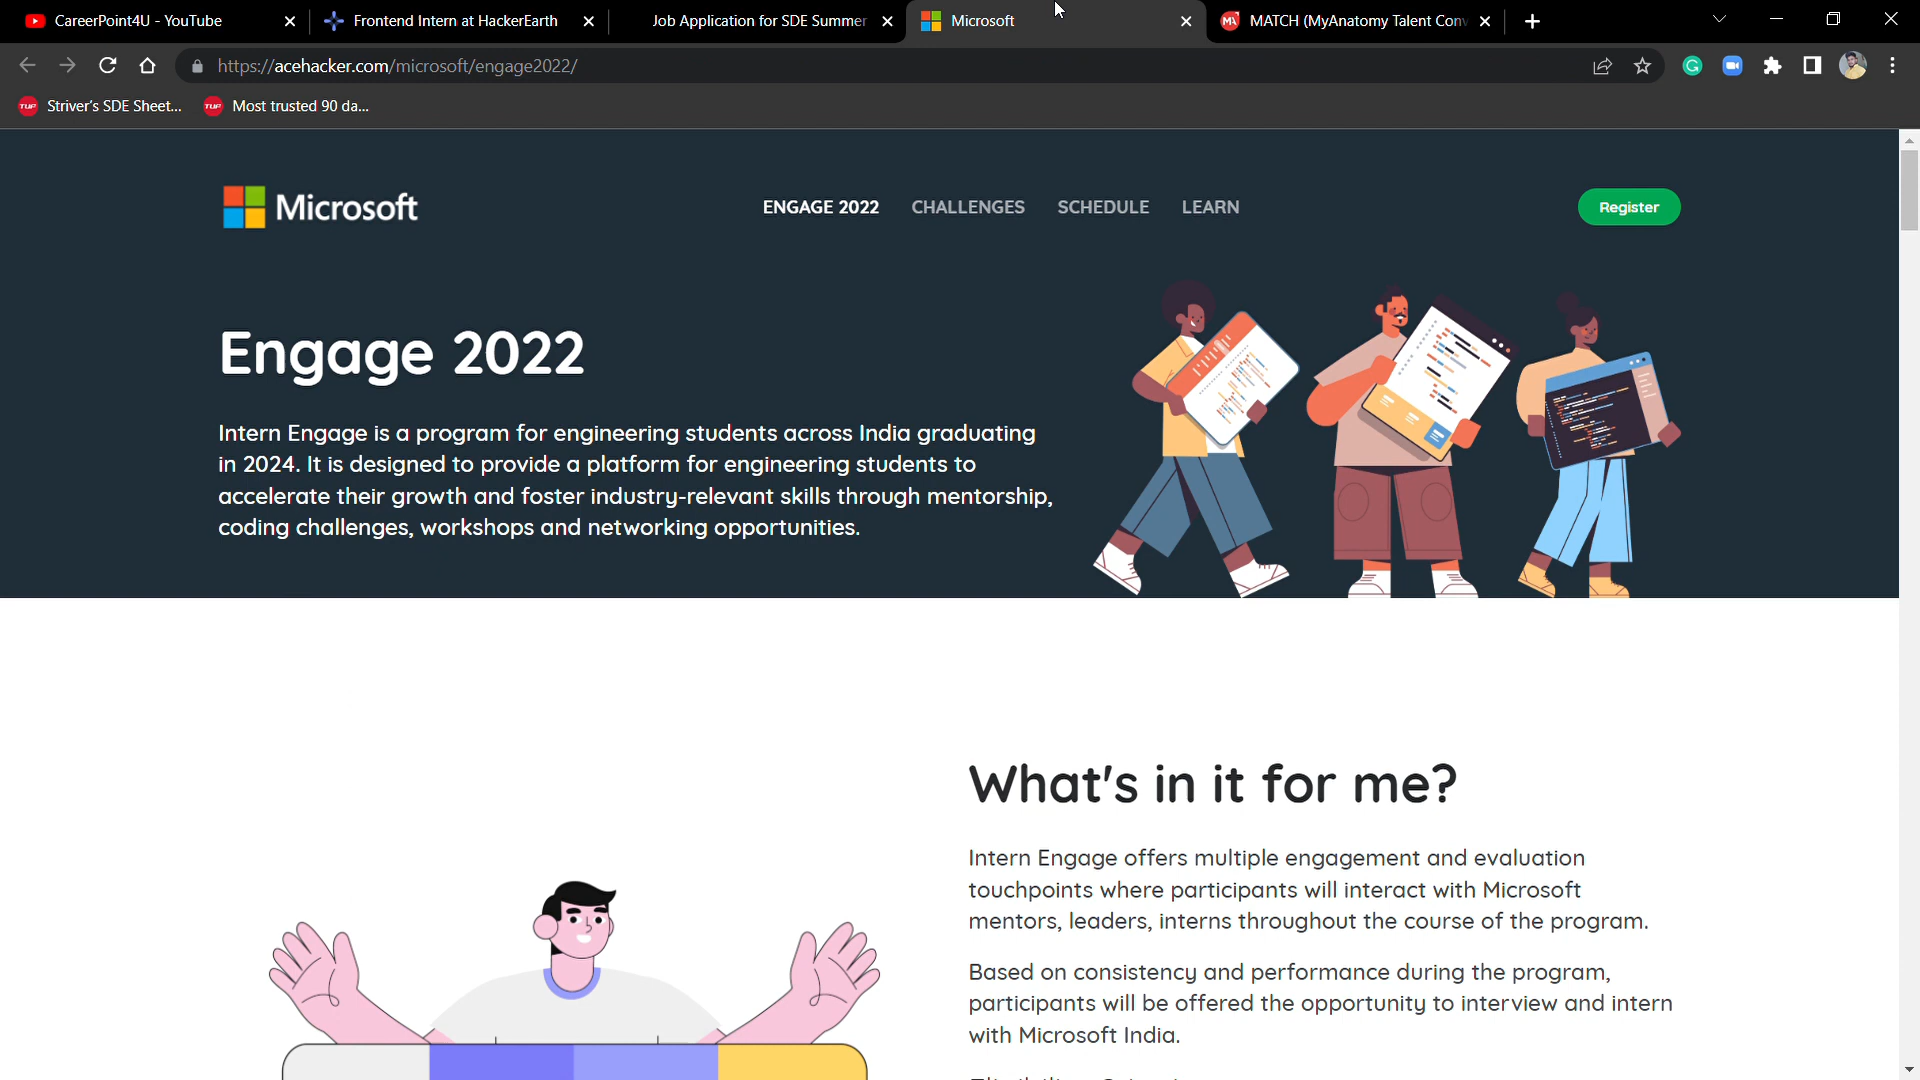 CareerPoint4U - YouTube
Frontend Intern at HackerEarth
Job Application for SDE Summer
Microsoft
MATCH (MyAnatomy Talent Con
https://acehacker.com/microsoft/engage2022/
Striver's SDE Sheet...
Most trusted 90 da...
Microsoft
ENGAGE 2022
CHALLENGES
SCHEDULE
LEARN
Register
Engage 2022
Intern Engage is a program for engineering students across India graduating
in 2024. It is designed to provide a platform for engineering students to
accelerate their growth and foster industry-relevant skills through mentorship,
coding challenges, workshops and networking opportunities.
What's in it for me?
Intern Engage offers multiple engagement and evaluation
touchpoints where participants will interact with Microsoft
mentors, leaders, interns throughout the course of the program.
Based on consistency and performance during the program,
participants will be offered the opportunity to interview and intern
with Microsoft India.